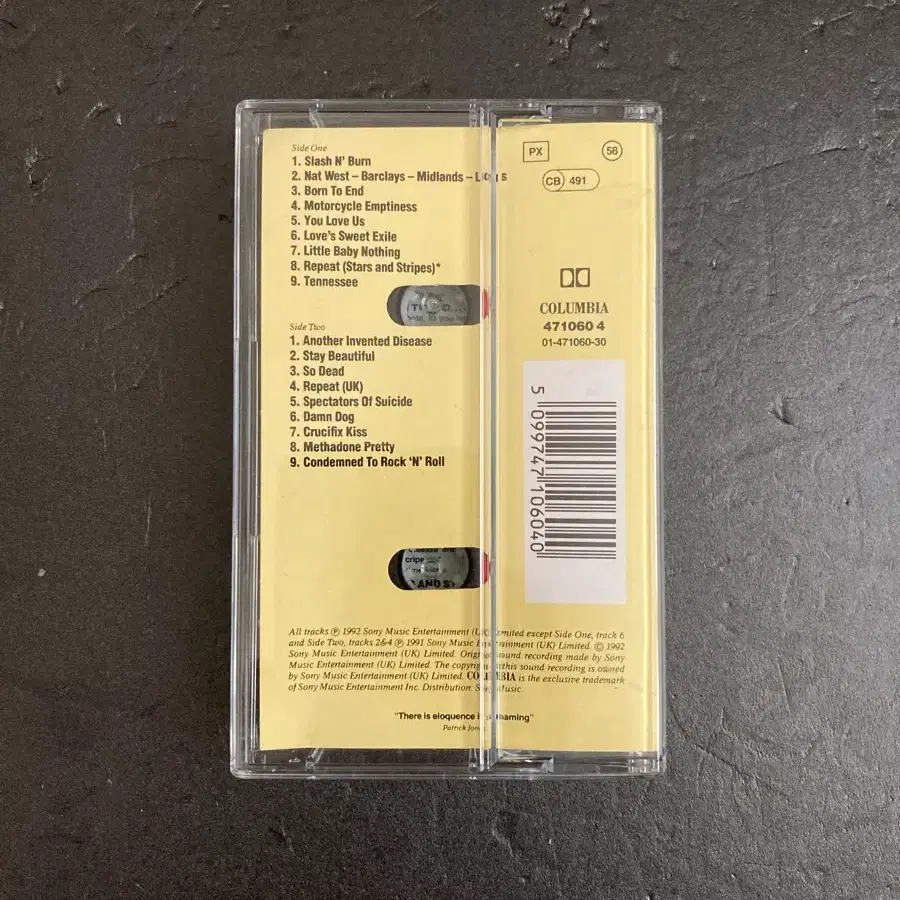 Side One
1. Slash N' Burn
2. Nat West – Barclays – Midlands – L s
3. Born To End
4. Motorcycle Emptiness
5. You Love Us
6. Love's Sweet Exile
7. Little Baby Nothing
8. Repeat (Stars and Stripes)*
9. Tennessee
Side Two
1. Another Invented Disease
2. Stay Beautiful
3. So Dead
4. Repeat (UK)
5. Spectators Of Suicide
6. Damn Dog
7. Crucifix Kiss
8. Methadone Pretty
9. Condemned To Rock 'N' Roll
All tracks ℗ 1992 Sony Music Entertainment (UK) Limited except Side One, track 6
and Side Two, tracks 2&4 ℗ 1991 Sony Music Entertainment (UK) Limited. © 1992
Sony Music Entertainment (UK) Limited. Original sound recording made by Sony
Music Entertainment (UK) Limited. The copyright in this sound recording is owned
by Sony Music Entertainment (UK) Limited. COLUMBIA is the exclusive trademark
of Sony Music Entertainment Inc. Distribution: Sony Music.
"There is eloquence in screaming"
Patrick Jones
PX
58
CB 491
COLUMBIA
471060 4
01-471060-30
5 099747 106040
AND